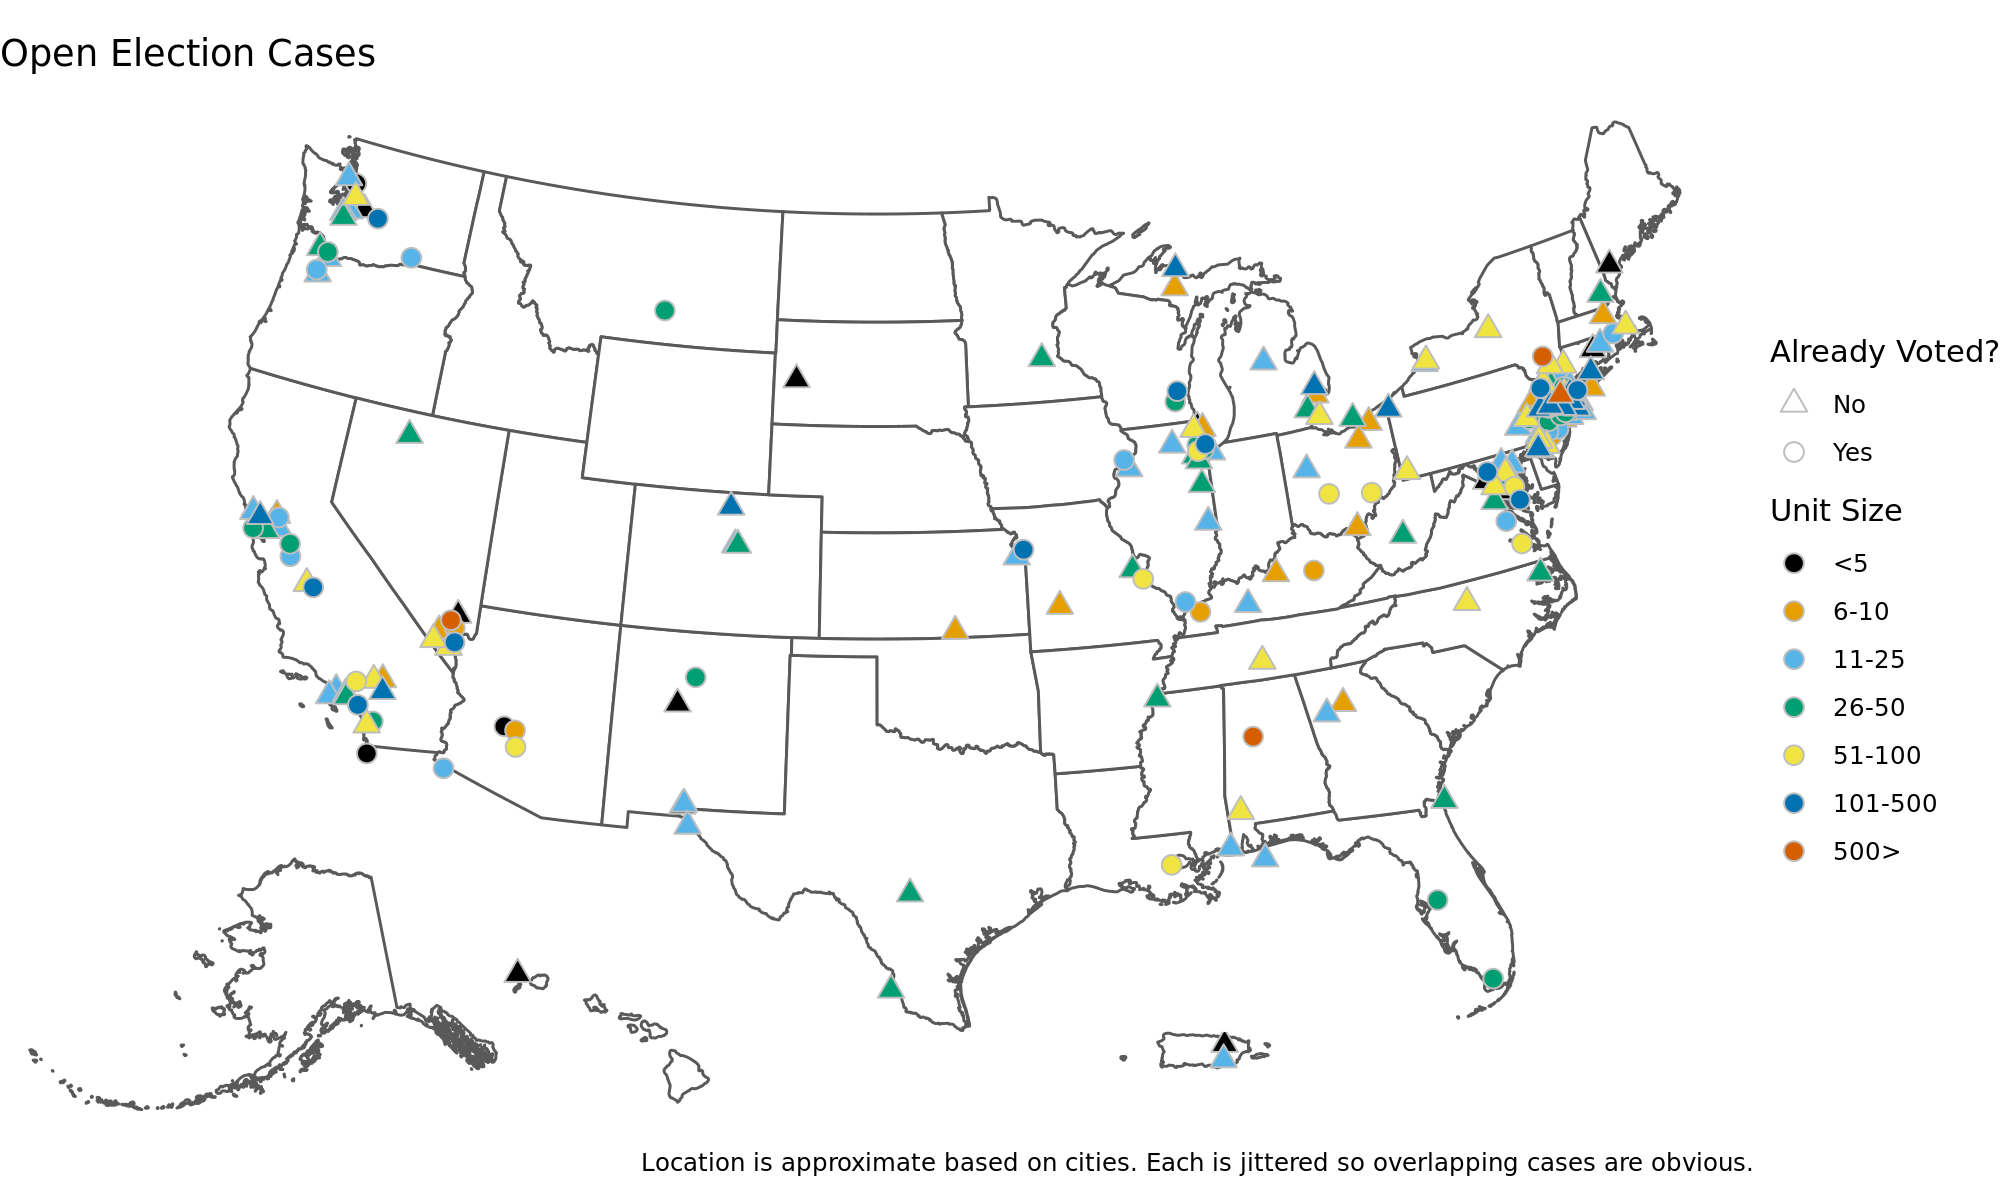 Open Election Cases
Already Voted?
No
Yes
Unit Size
<5
6-10
11-25
26-50
51-100
101-500
500>
Location is approximate based on cities. Each is jittered so overlapping cases are obvious.